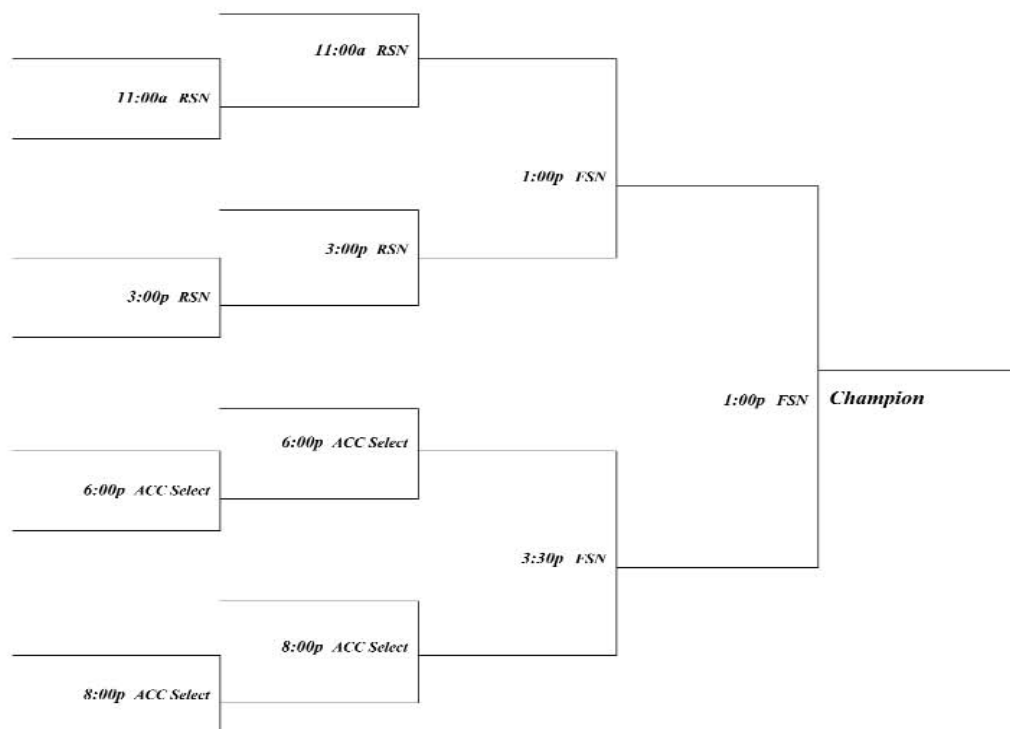 11:00a RSN
11:00a RSN
1:00p FSN
3:00p RSN
3:00p RSN
1:00p FSN
Champion
6:00p ACC Select
6:00p ACC Select
3:30p FSN
8:00p ACC Select
8:00p ACC Select